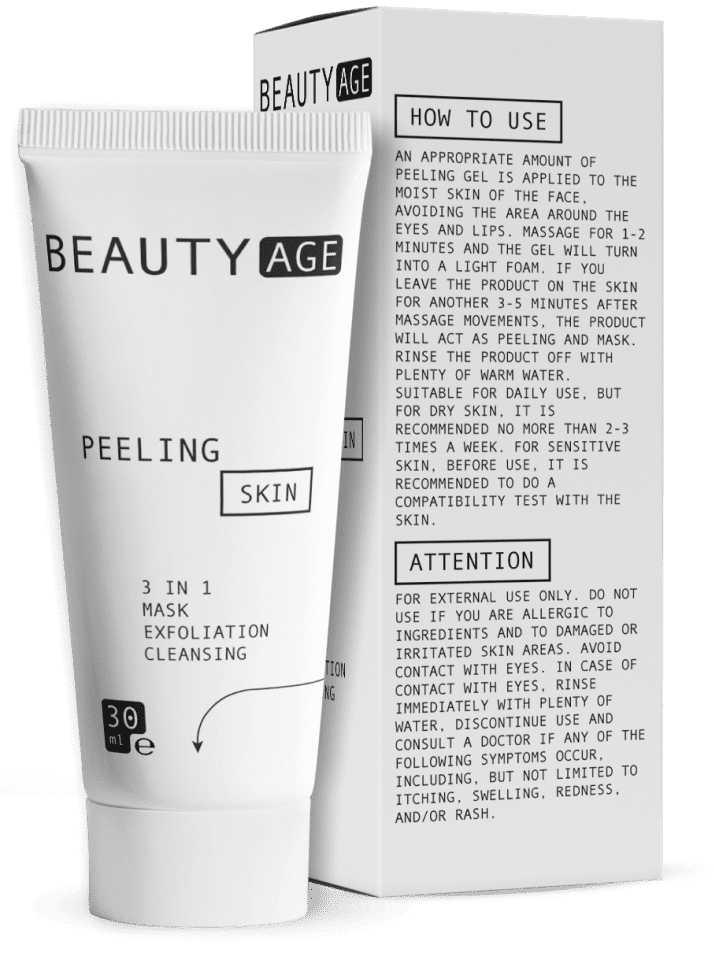 BEAUTY AGE
PEELING
SKIN
3 IN 1
MASK
EXFOLIATION
CLEANSING
30
ml e
BEAUTY AGE
HOW TO USE
AN APPROPRIATE AMOUNT OF
PEELING GEL IS APPLIED TO THE
MOIST SKIN OF THE FACE,
AVOIDING THE AREA AROUND THE
EYES AND LIPS. MASSAGE FOR 1-2
MINUTES AND THE GEL WILL TURN
INTO A LIGHT FOAM. IF YOU
LEAVE THE PRODUCT ON THE SKIN
FOR ANOTHER 3-5 MINUTES AFTER
MASSAGE MOVEMENTS, THE PRODUCT
WILL ACT AS PEELING AND MASK.
RINSE THE PRODUCT OFF WITH
PLENTY OF WARM WATER.
SUITABLE FOR DAILY USE, BUT
FOR DRY SKIN, IT IS
RECOMMENDED NO MORE THAN 2-3
TIMES A WEEK. FOR SENSITIVE
SKIN, BEFORE USE, IT IS
RECOMMENDED TO DO A
COMPATIBILITY TEST WITH THE
SKIN.
ATTENTION
FOR EXTERNAL USE ONLY. DO NOT
USE IF YOU ARE ALLERGIC TO
INGREDIENTS AND TO DAMAGED OR
IRRITATED SKIN AREAS. AVOID
CONTACT WITH EYES. IN CASE OF
CONTACT WITH EYES, RINSE
IMMEDIATELY WITH PLENTY OF
WATER, DISCONTINUE USE AND
CONSULT A DOCTOR IF ANY OF THE
FOLLOWING SYMPTOMS OCCUR,
INCLUDING, BUT NOT LIMITED TO
ITCHING, SWELLING, REDNESS,
AND/OR RASH.